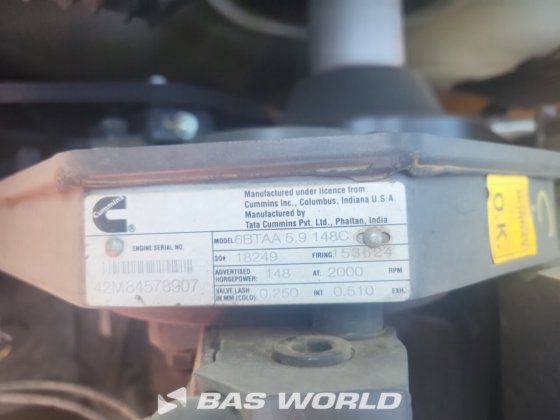 Cummins
Manufactured under licence from
Cummins Inc., Columbus, Indiana U.S.A.
Manufactured by
Tata Cummins Pvt. Ltd., Phaltan, India
ENGINE SERIAL NO.
42M84578907
MODEL 6BTAA 5.9 148C
SO# 18249 FIRING 153624
ADVERTISED HORSEPOWER: 148 AT: 2000 RPM
VALVE LASH IN MM (COLD): 0.250 INT 0.510 EXH.
O.K.
BAS WORLD